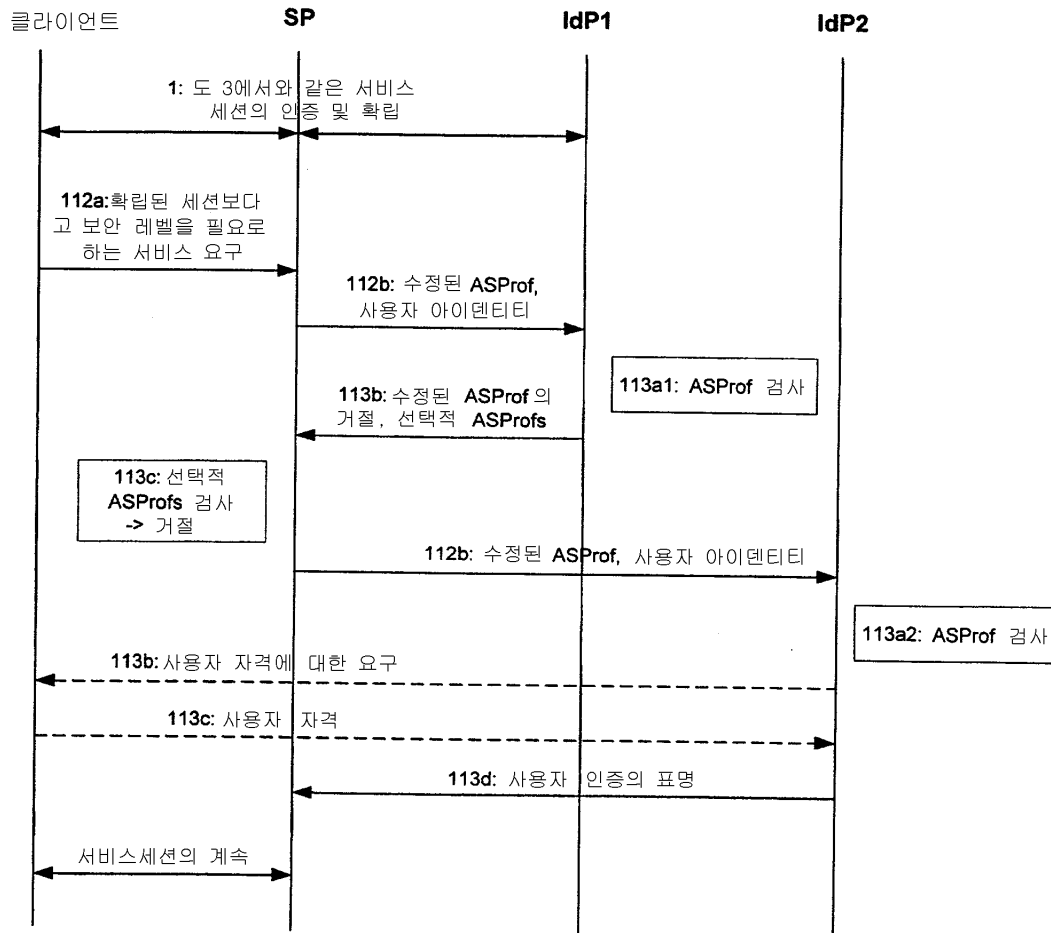 클라이언트
SP
IdP1
IdP2
1: 도 3에서와 같은 서비스
세션의 인증 및 확립
112a:확립된 세션보다
고 보안 레벨을 필요로
하는 서비스 요구
112b: 수정된 ASProf,
사용자 아이덴티티
113a1: ASProf 검사
113b: 수정된 ASProf 의
거절, 선택적 ASProfs
113c: 선택적
ASProfs 검사
-> 거절
112b: 수정된 ASProf, 사용자 아이덴티티
113a2: ASProf 검사
113b: 사용자 자격에 대한 요구
113c: 사용자 자격
113d: 사용자 인증의 표명
서비스세션의 계속